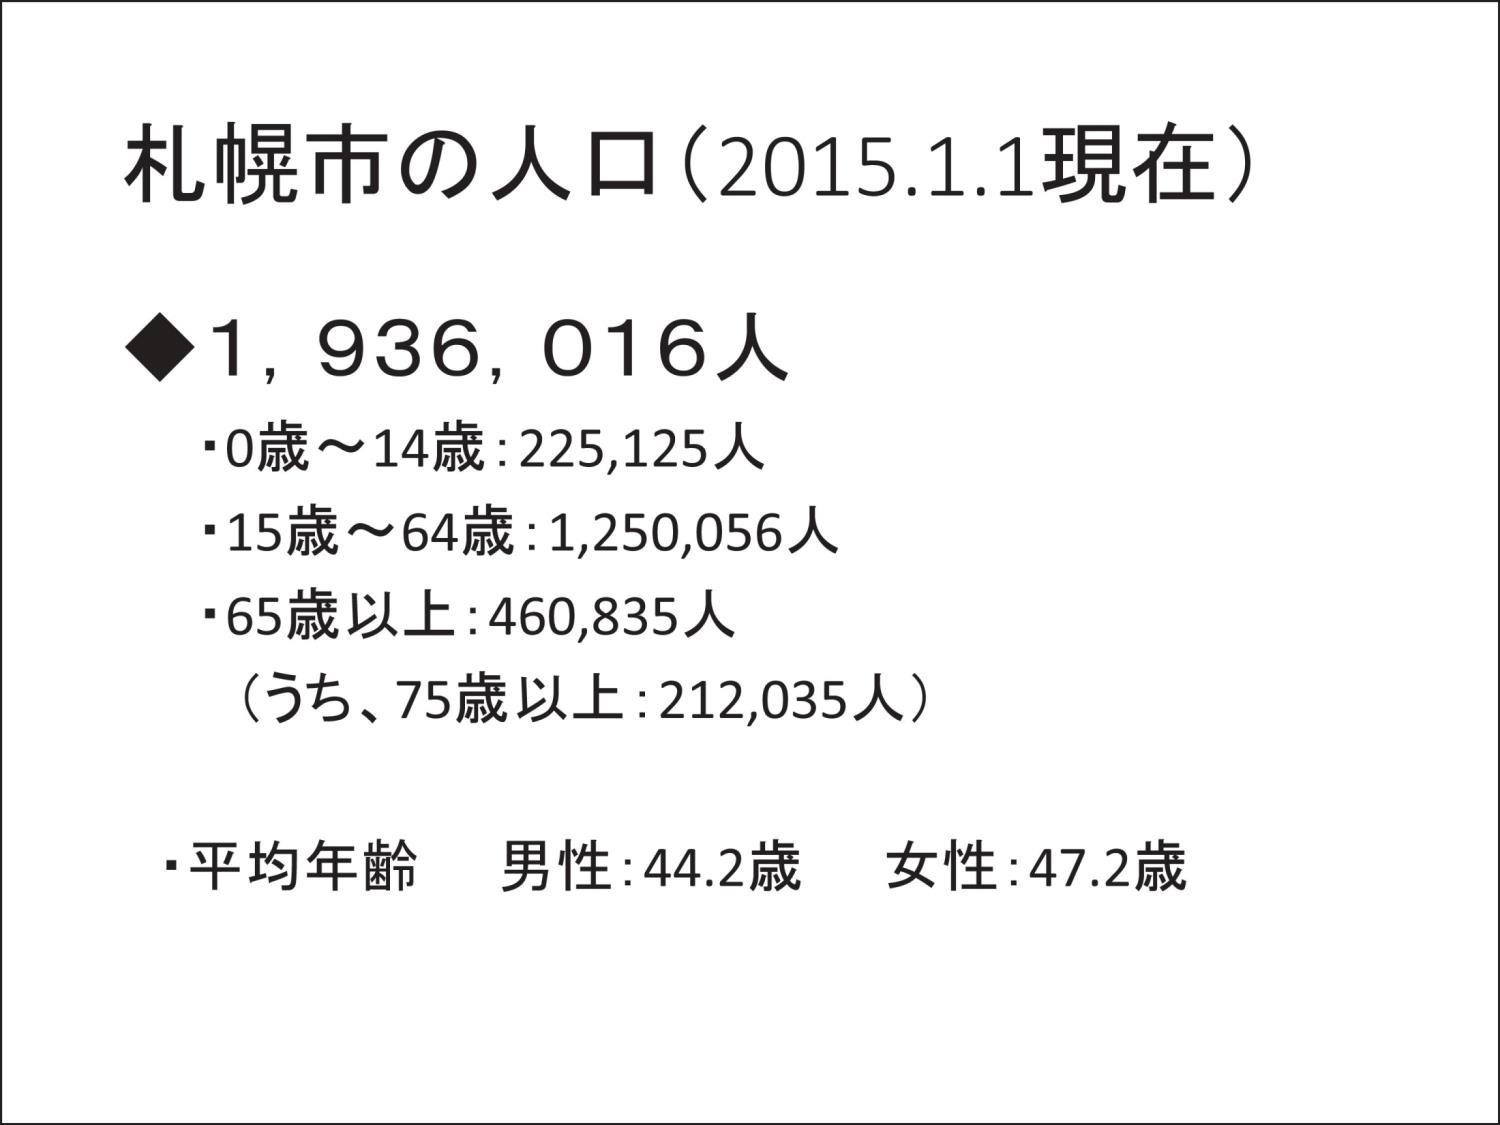 札幌市の人口（2015.1.1現在）
◆１，９３６，０１６人
・0歳～14歳：225,125人
・15歳～64歳：1,250,056人
・65歳以上：460,835人
（うち、75歳以上：212,035人）
・平均年齢　男性：44.2歳　女性：47.2歳